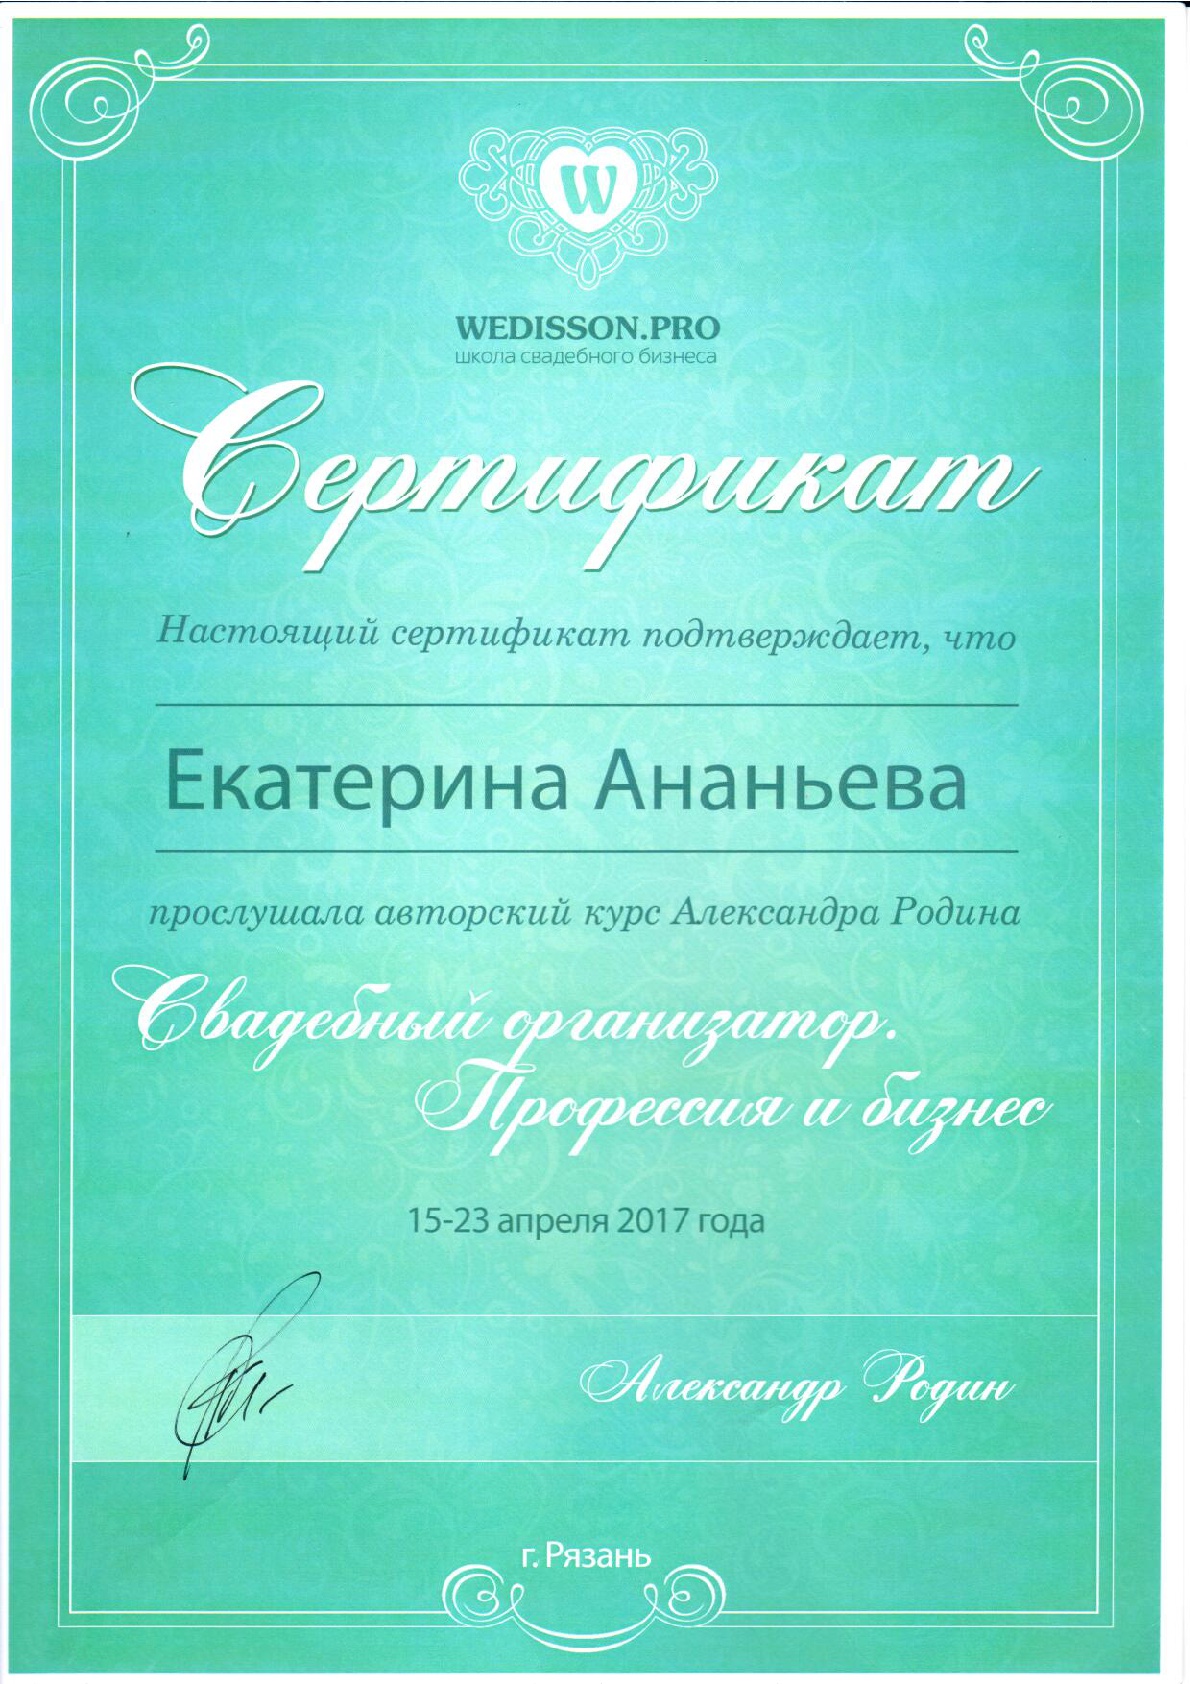 W
WEDISSON.PRO
школа свадебного бизнеса
Сертификат
Настоящий сертификат подтверждает, что
Екатерина Ананьева
прослушала авторский курс Александра Родина
Свадебный организатор.
Профессия и бизнес
15-23 апреля 2017 года
Александр Родин
г. Рязань